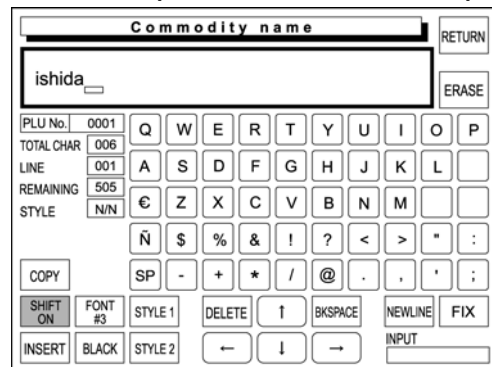 Commodity name
RETURN
ishida_
ERASE
PLU No. 0001
TOTAL CHAR 006
LINE 001
REMAINING 505
STYLE N/N
Q W E R T Y U I O P
A S D F G H J K L
€ Z X C V B N M
Ñ $ % & ! ? < > " :
COPY SP - + * / @ . , ' ;
SHIFT ON FONT #3 STYLE 1 DELETE ↑ BKSPACE NEWLINE FIX
INSERT BLACK STYLE 2 ← ↓ → INPUT